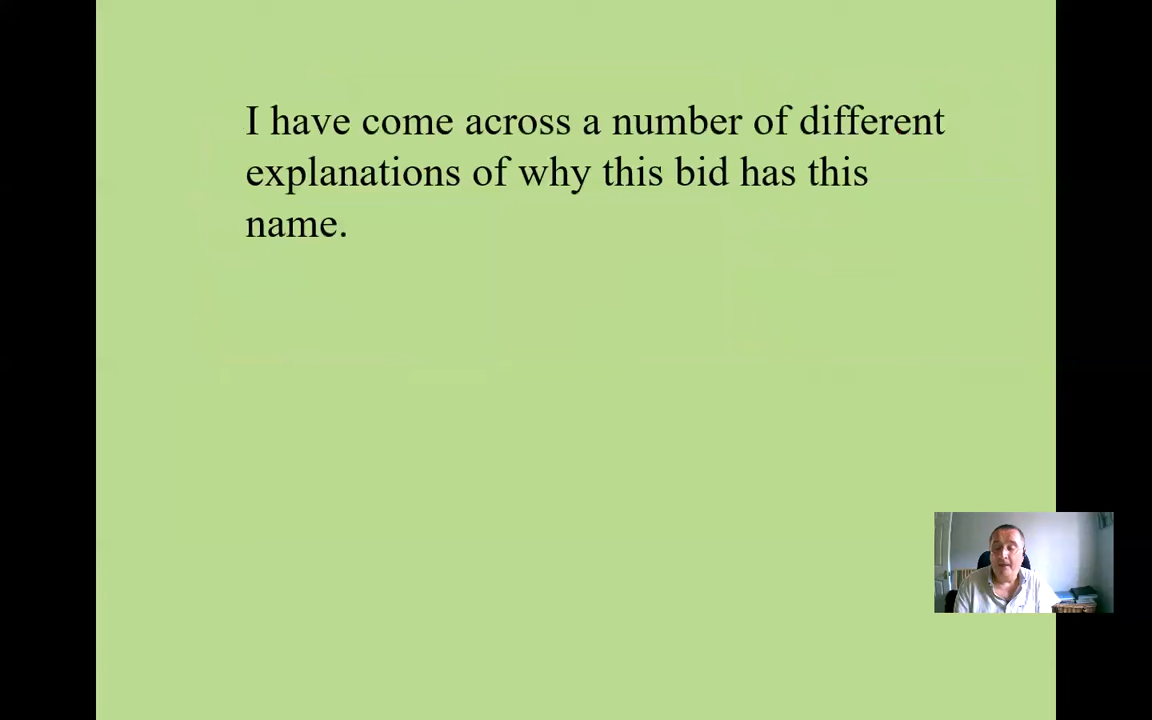 I have come across a number of different
explanations of why this bid has this
name.